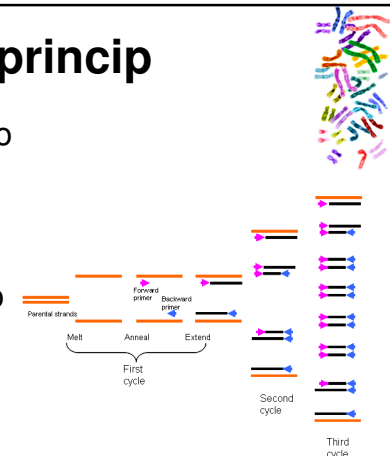 princip
o
Forward
primer
Backward
primer
Parental strands
Melt
Anneal
Extend
First
cycle
Second
cycle
Third
cycle